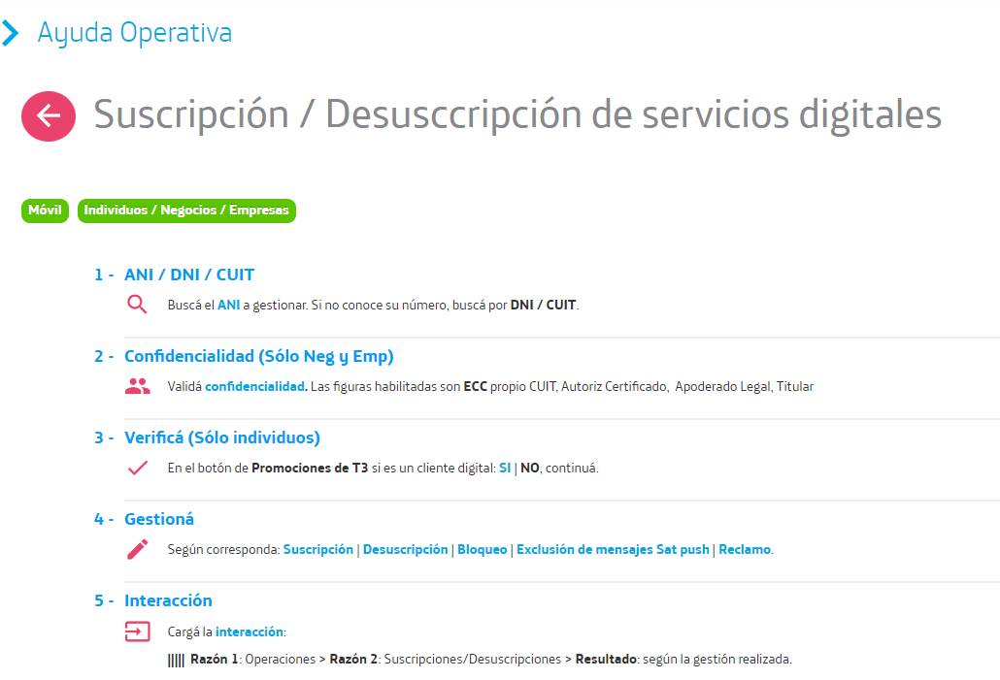 Ayuda Operativa
Suscripción / Desusccripción de servicios digitales
Móvil Individuos / Negocios / Empresas
1 - ANI / DNI / CUIT
Buscá el ANI a gestionar. Si no conoce su número, buscá por DNI / CUIT.
2 - Confidencialidad (Sólo Neg y Emp)
Validá confidencialidad. Las figuras habilitadas son ECC propio CUIT, Autoriz Certificado, Apoderado Legal, Titular
3 - Verificá (Sólo individuos)
En el botón de Promociones de T3 si es un cliente digital: SI | NO, continuá.
4 - Gestioná
Según corresponda: Suscripción | Desuscripción | Bloqueo | Exclusión de mensajes Sat push | Reclamo.
5 - Interacción
Cargá la interacción:
||||| Razón 1: Operaciones > Razón 2: Suscripciones/Desuscripciones > Resultado: según la gestión realizada.